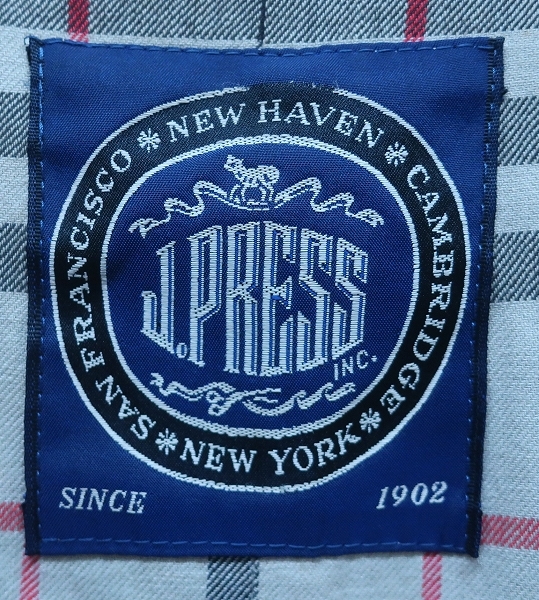 SAN FRANCISCO * NEW HAVEN * CAMBRIDGE * NEW YORK *
J.PRESS
INC.
SINCE 1902